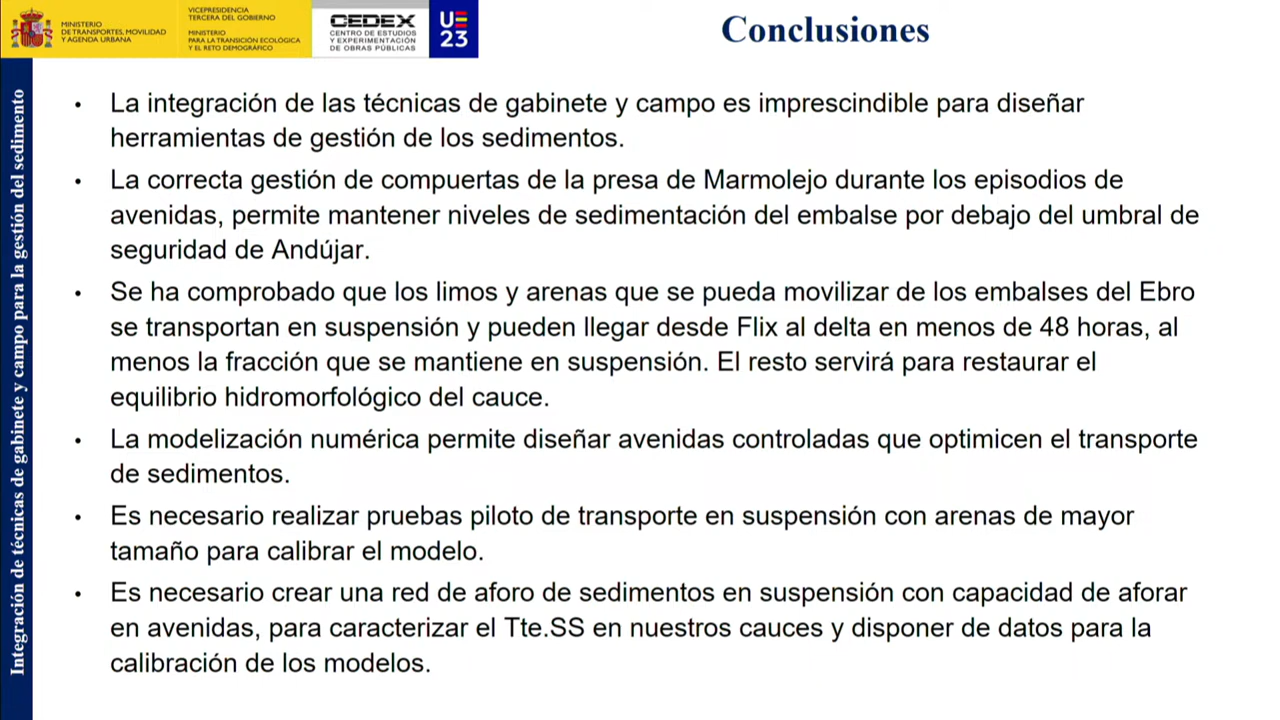 MINISTERIO
DE TRANSPORTES, MOVILIDAD
Y AGENDA URBANA
VICEPRESIDENCIA
TERCERA DEL GOBIERNO
MINISTERIO
PARA LA TRANSICIÓN ECOLÓGICA
Y EL RETO DEMOGRÁFICO
CEDEX
CENTRO DE ESTUDIOS
Y EXPERIMENTACIÓN
DE OBRAS PÚBLICAS
UE
23
Conclusiones
Integración de técnicas de gabinete y campo para la gestión del sedimento
• La integración de las técnicas de gabinete y campo es imprescindible para diseñar
herramientas de gestión de los sedimentos.
• La correcta gestión de compuertas de la presa de Marmolejo durante los episodios de
avenidas, permite mantener niveles de sedimentación del embalse por debajo del umbral de
seguridad de Andújar.
• Se ha comprobado que los limos y arenas que se pueda movilizar de los embalses del Ebro
se transportan en suspensión y pueden llegar desde Flix al delta en menos de 48 horas, al
menos la fracción que se mantiene en suspensión. El resto servirá para restaurar el
equilibrio hidromorfológico del cauce.
• La modelización numérica permite diseñar avenidas controladas que optimicen el transporte
de sedimentos.
• Es necesario realizar pruebas piloto de transporte en suspensión con arenas de mayor
tamaño para calibrar el modelo.
• Es necesario crear una red de aforo de sedimentos en suspensión con capacidad de aforar
en avenidas, para caracterizar el Tte.SS en nuestros cauces y disponer de datos para la
calibración de los modelos.